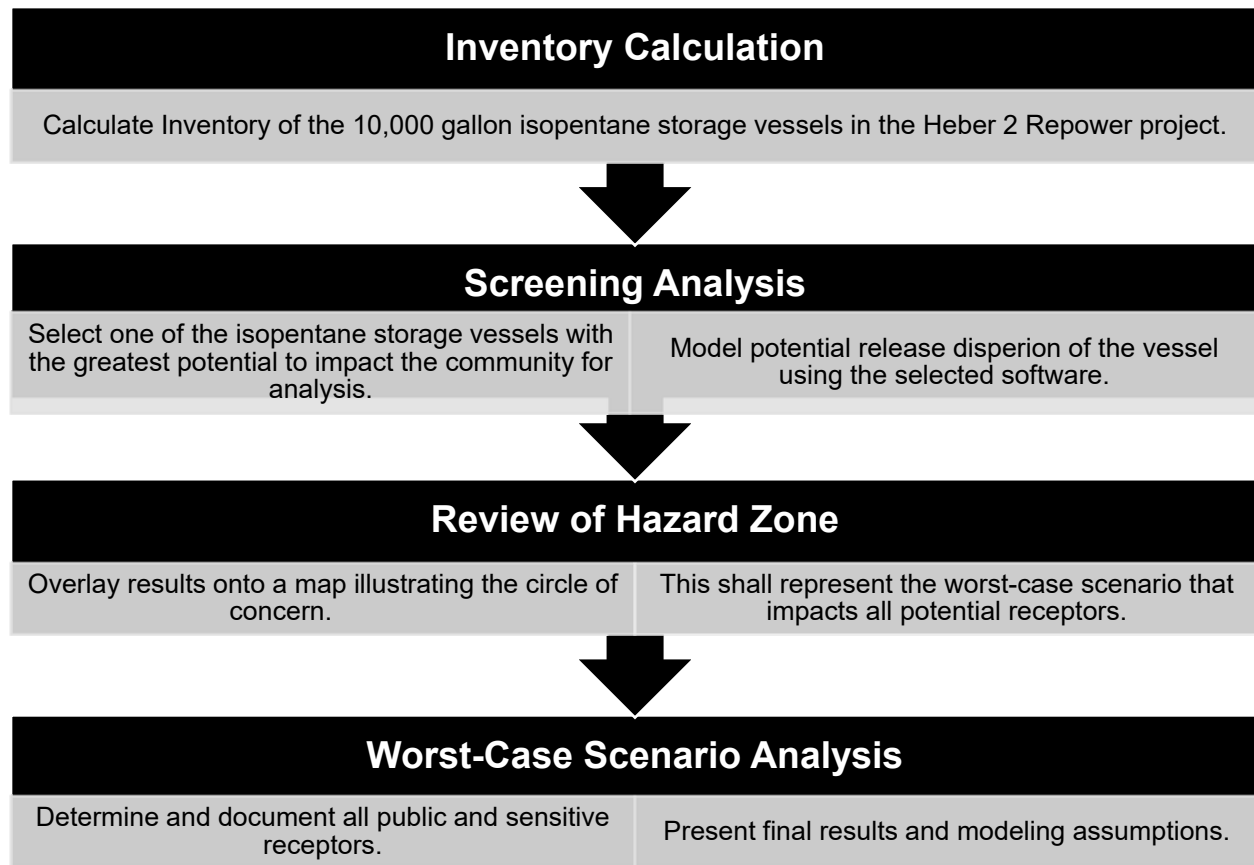 Inventory Calculation
Calculate Inventory of the 10,000 gallon isopentane storage vessels in the Heber 2 Repower project.
Screening Analysis
Select one of the isopentane storage vessels with
the greatest potential to impact the community for
analysis.
Model potential release disperion of the vessel
using the selected software.
Review of Hazard Zone
Overlay results onto a map illustrating the circle of
concern.
This shall represent the worst-case scenario that
impacts all potential receptors.
Worst-Case Scenario Analysis
Determine and document all public and sensitive
receptors.
Present final results and modeling assumptions.